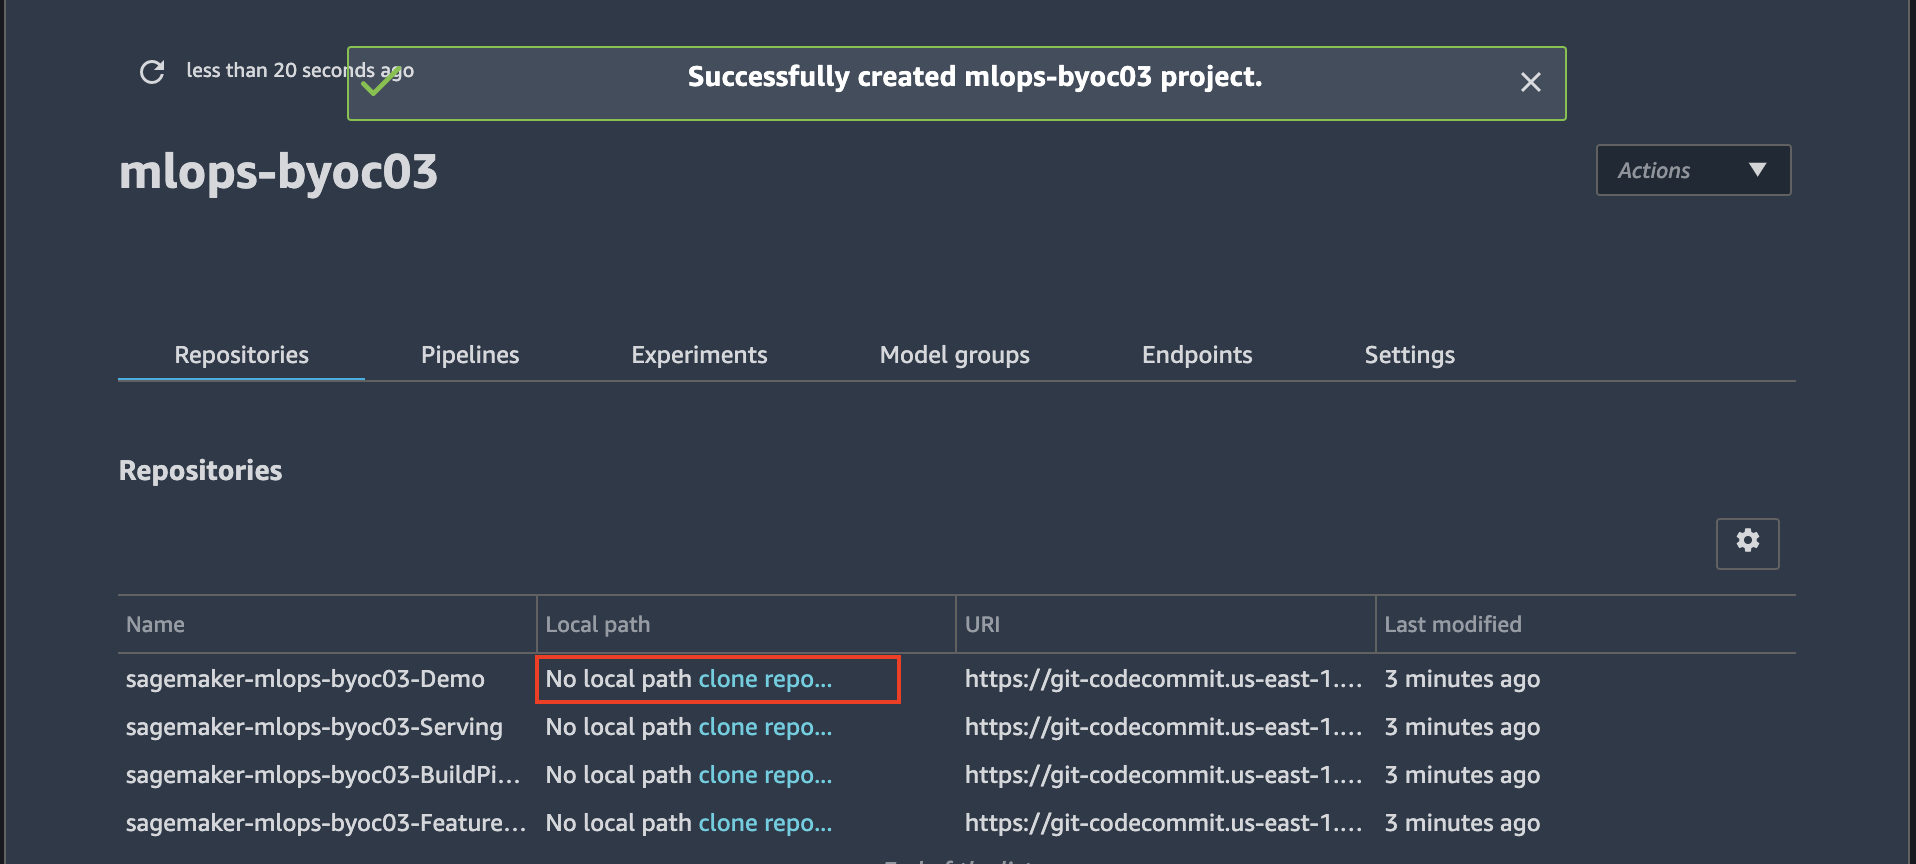 less than 20 seconds ago
Successfully created mlops-byoc03 project.
mlops-byoc03
Actions
Repositories Pipelines Experiments Model groups Endpoints Settings
Repositories
Name Local path URI Last modified
sagemaker-mlops-byoc03-Demo No local path clone repo... https://git-codecommit.us-east-1.... 3 minutes ago
sagemaker-mlops-byoc03-Serving No local path clone repo... https://git-codecommit.us-east-1.... 3 minutes ago
sagemaker-mlops-byoc03-BuildPi... No local path clone repo... https://git-codecommit.us-east-1.... 3 minutes ago
sagemaker-mlops-byoc03-Feature... No local path clone repo... https://git-codecommit.us-east-1.... 3 minutes ago